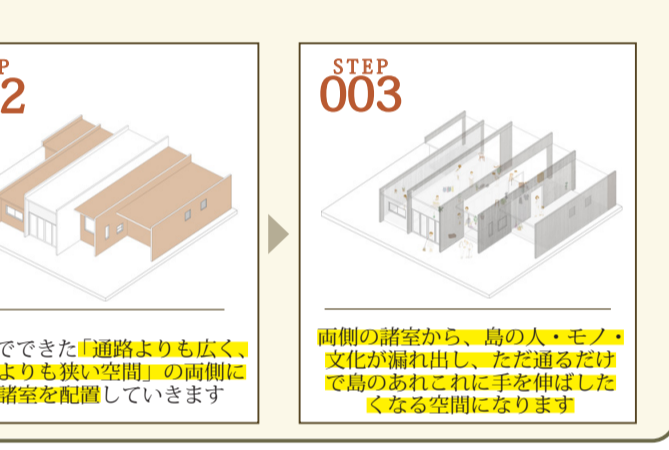 P
2
でできた「通路よりも広く、
よりも狭い空間」の両側に
諸室を配置していきます
STEP
003
両側の諸室から、島の人・モノ・
文化が漏れ出し、ただ通るだけ
で島のあれこれに手を伸ばした
くなる空間になります